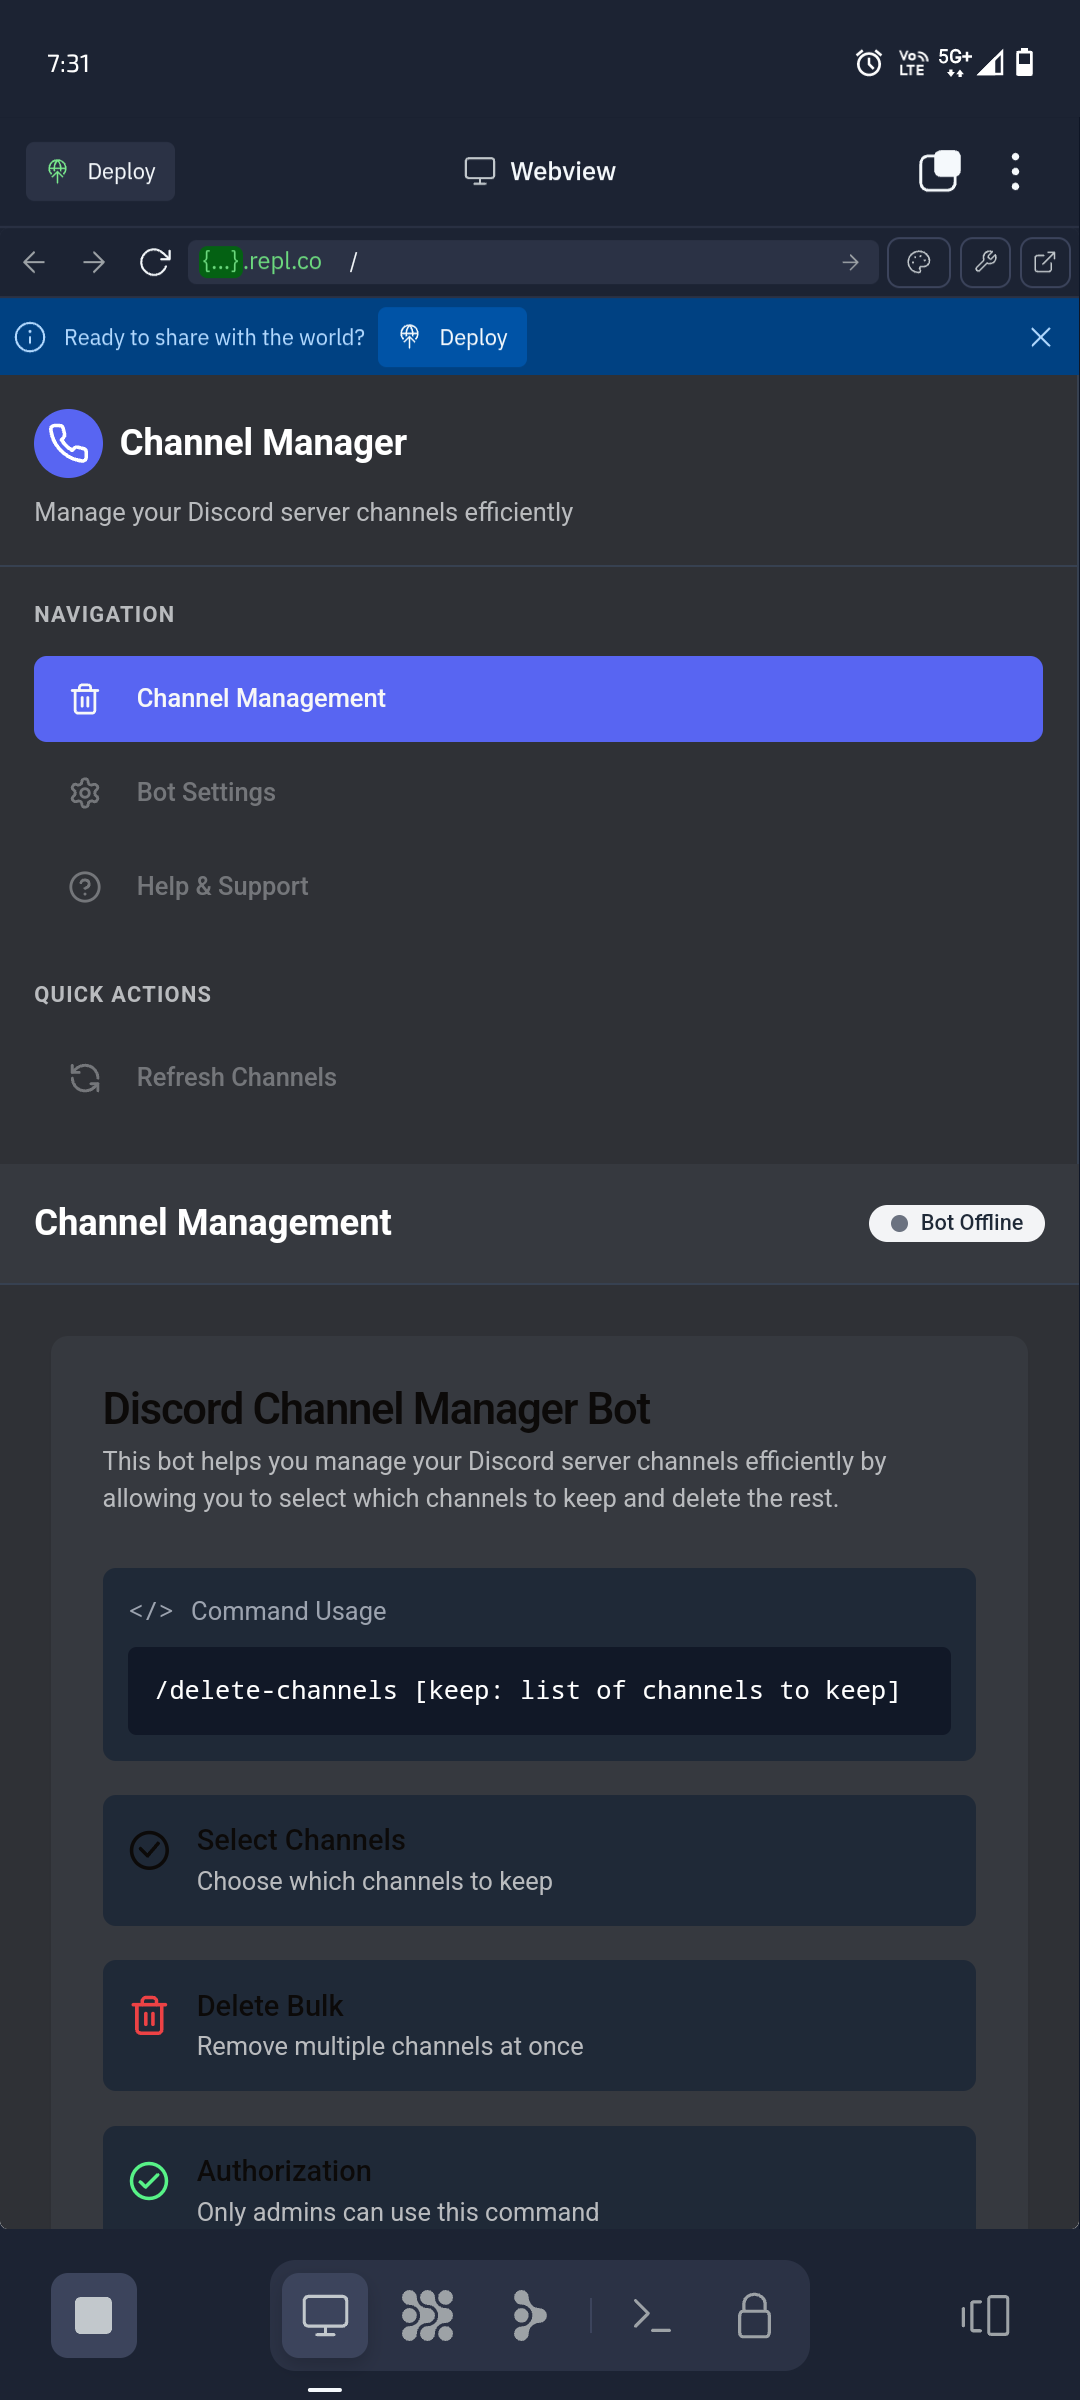 7:31
Vo LTE 5G+
Deploy
Webview
{...}.repl.co /
Ready to share with the world?
Deploy
Channel Manager
Manage your Discord server channels efficiently
NAVIGATION
Channel Management
Bot Settings
Help & Support
QUICK ACTIONS
Refresh Channels
Channel Management
Bot Offline
Discord Channel Manager Bot
This bot helps you manage your Discord server channels efficiently by
allowing you to select which channels to keep and delete the rest.
</> Command Usage
/delete-channels [keep: list of channels to keep]
Select Channels
Choose which channels to keep
Delete Bulk
Remove multiple channels at once
Authorization
Only admins can use this command